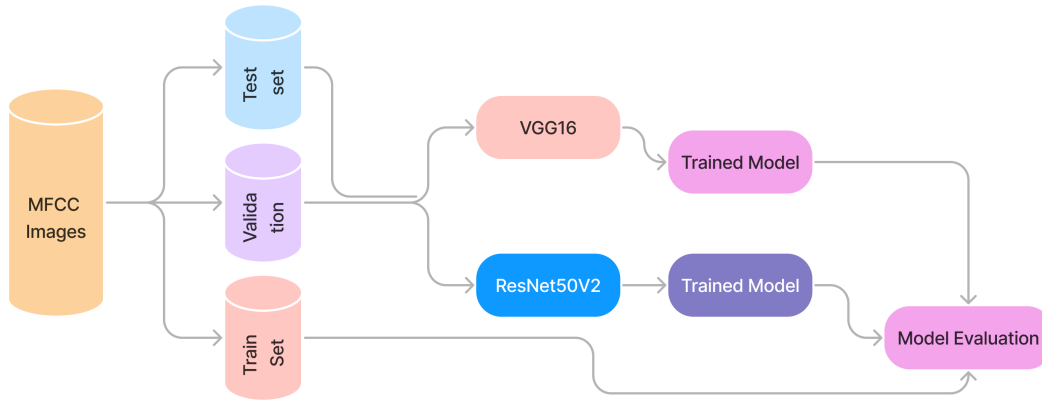 MFCC
Images
Test
set
Valida
tion
Train
Set
VGG16
ResNet50V2
Trained Model
Trained Model
Model Evaluation